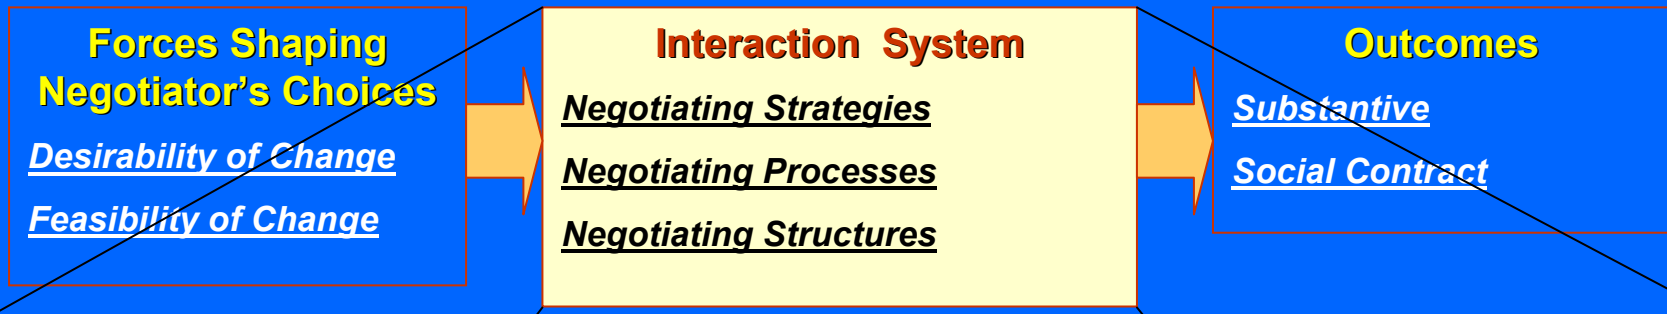 Forces Shaping
Negotiator’s Choices
Desirability of Change
Feasibility of Change
Interaction System
Negotiating Strategies
Negotiating Processes
Negotiating Structures
Outcomes
Substantive
Social Contract